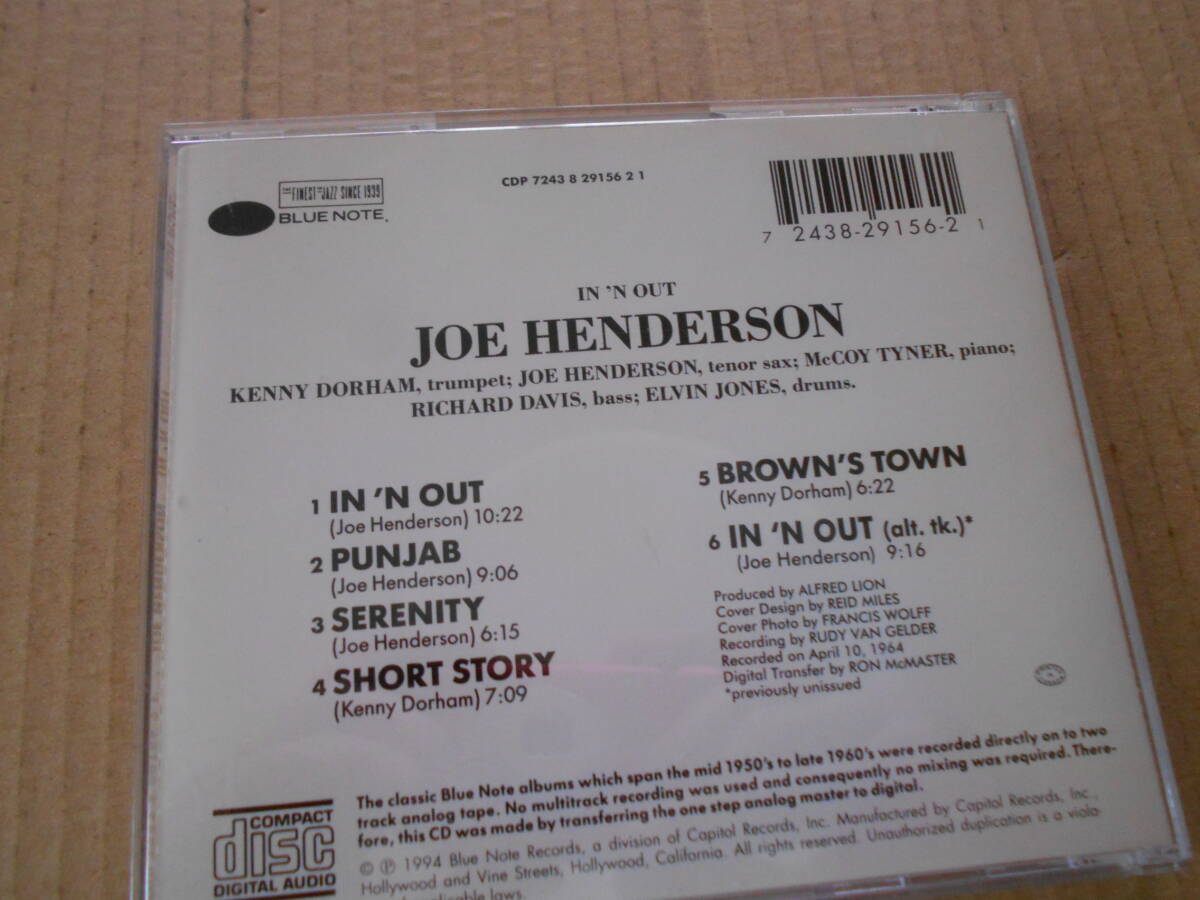 THE FINEST IN JAZZ SINCE 1939
BLUE NOTE.
CDP 7243 8 29156 2 1
7 2438-29156-2 1
IN 'N OUT
JOE HENDERSON
KENNY DORHAM, trumpet; JOE HENDERSON, tenor sax; McCOY TYNER, piano;
RICHARD DAVIS, bass; ELVIN JONES, drums.
1 IN 'N OUT
(Joe Henderson) 10:22
2 PUNJAB
(Joe Henderson) 9:06
3 SERENITY
(Joe Henderson) 6:15
4 SHORT STORY
(Kenny Dorham) 7:09
5 BROWN'S TOWN
(Kenny Dorham) 6:22
6 IN 'N OUT (alt. tk.)*
(Joe Henderson) 9:16
Produced by ALFRED LION
Cover Design by REID MILES
Cover Photo by FRANCIS WOLFF
Recording by RUDY VAN GELDER
Recorded on April 10, 1964
Digital Transfer by RON McMASTER
*previously unissued
The classic Blue Note albums which span the mid 1950's to late 1960's were recorded directly on to two
track analog tape. No multitrack recording was used and consequently no mixing was required. There-
fore, this CD was made by transferring the one step analog master to digital.
© ℗ 1994 Blue Note Records, a division of Capitol Records, Inc. Manufactured by Capitol Records, Inc.,
Hollywood and Vine Streets, Hollywood, California. All rights reserved. Unauthorized duplication is a viola-
applicable laws.
COMPACT
disc
DIGITAL AUDIO